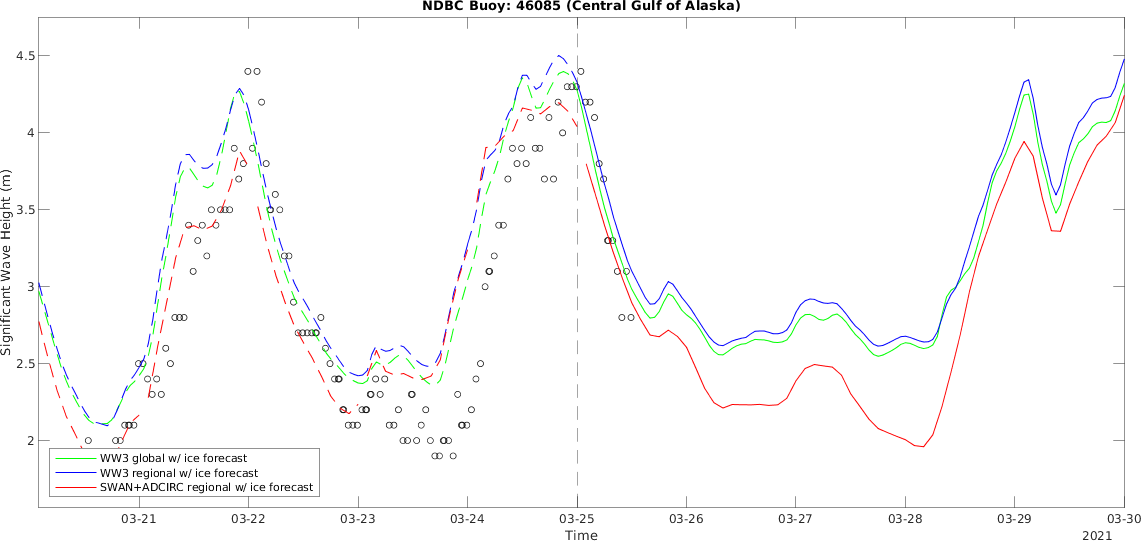 NDBC Buoy: 46085 (Central Gulf of Alaska)
Significant Wave Height (m)
4.5
4
3.5
3
2.5
2
WW3 global w/ ice forecast
WW3 regional w/ ice forecast
SWAN+ADCIRC regional w/ ice forecast
03-21 03-22 03-23 03-24 03-25 03-26 03-27 03-28 03-29 03-30
Time
2021